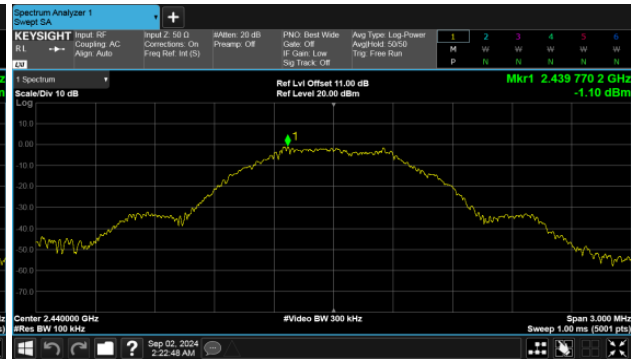 Spectrum Analyzer 1
Swept SA
KEYSIGHT
RL
LXI
Input: RF
Coupling: AC
Align: Auto
Input Z: 50 Ω
Corrections: On
Freq Ref: Int (S)
#Atten: 20 dB
Preamp: Off
PNO: Best Wide
Gate: Off
IF Gain: Low
Sig Track: Off
Avg Type: Log-Power
Avg|Hold: 50/50
Trig: Free Run
1 2 3 4 5 6
M W W W W W
P N N N N N
1 Spectrum
Scale/Div 10 dB
Log
Ref Lvl Offset 11.00 dB
Ref Level 20.00 dBm
Mkr1 2.439 770 2 GHz
-1.10 dBm
1
10.0
0.00
-10.0
-20.0
-30.0
-40.0
-50.0
-60.0
-70.0
Center 2.440000 GHz
#Res BW 100 kHz
#Video BW 300 kHz
Span 3.000 MHz
Sweep 1.00 ms (5001 pts)
?
Sep 02, 2024
2:22:48 AM